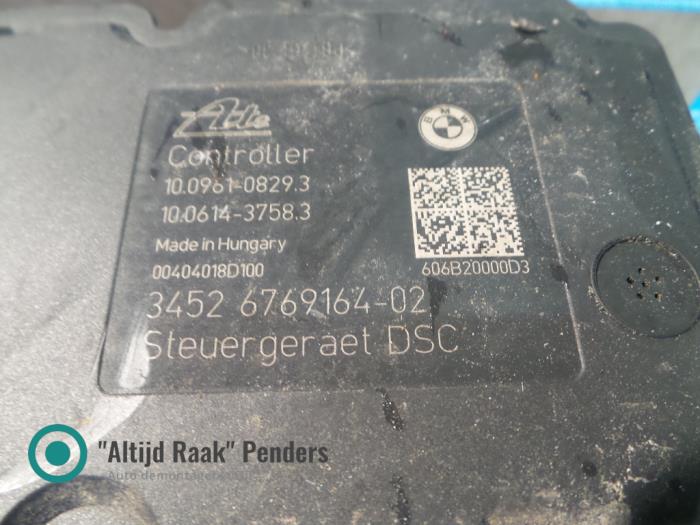 Ate
BMW
Controller
10.0961-0829.3
10.0614-3758.3
Made in Hungary
00404018D100
606B20000D3
3452 6769164-02
Steuergeraet DSC
"Altijd Raak" Penders